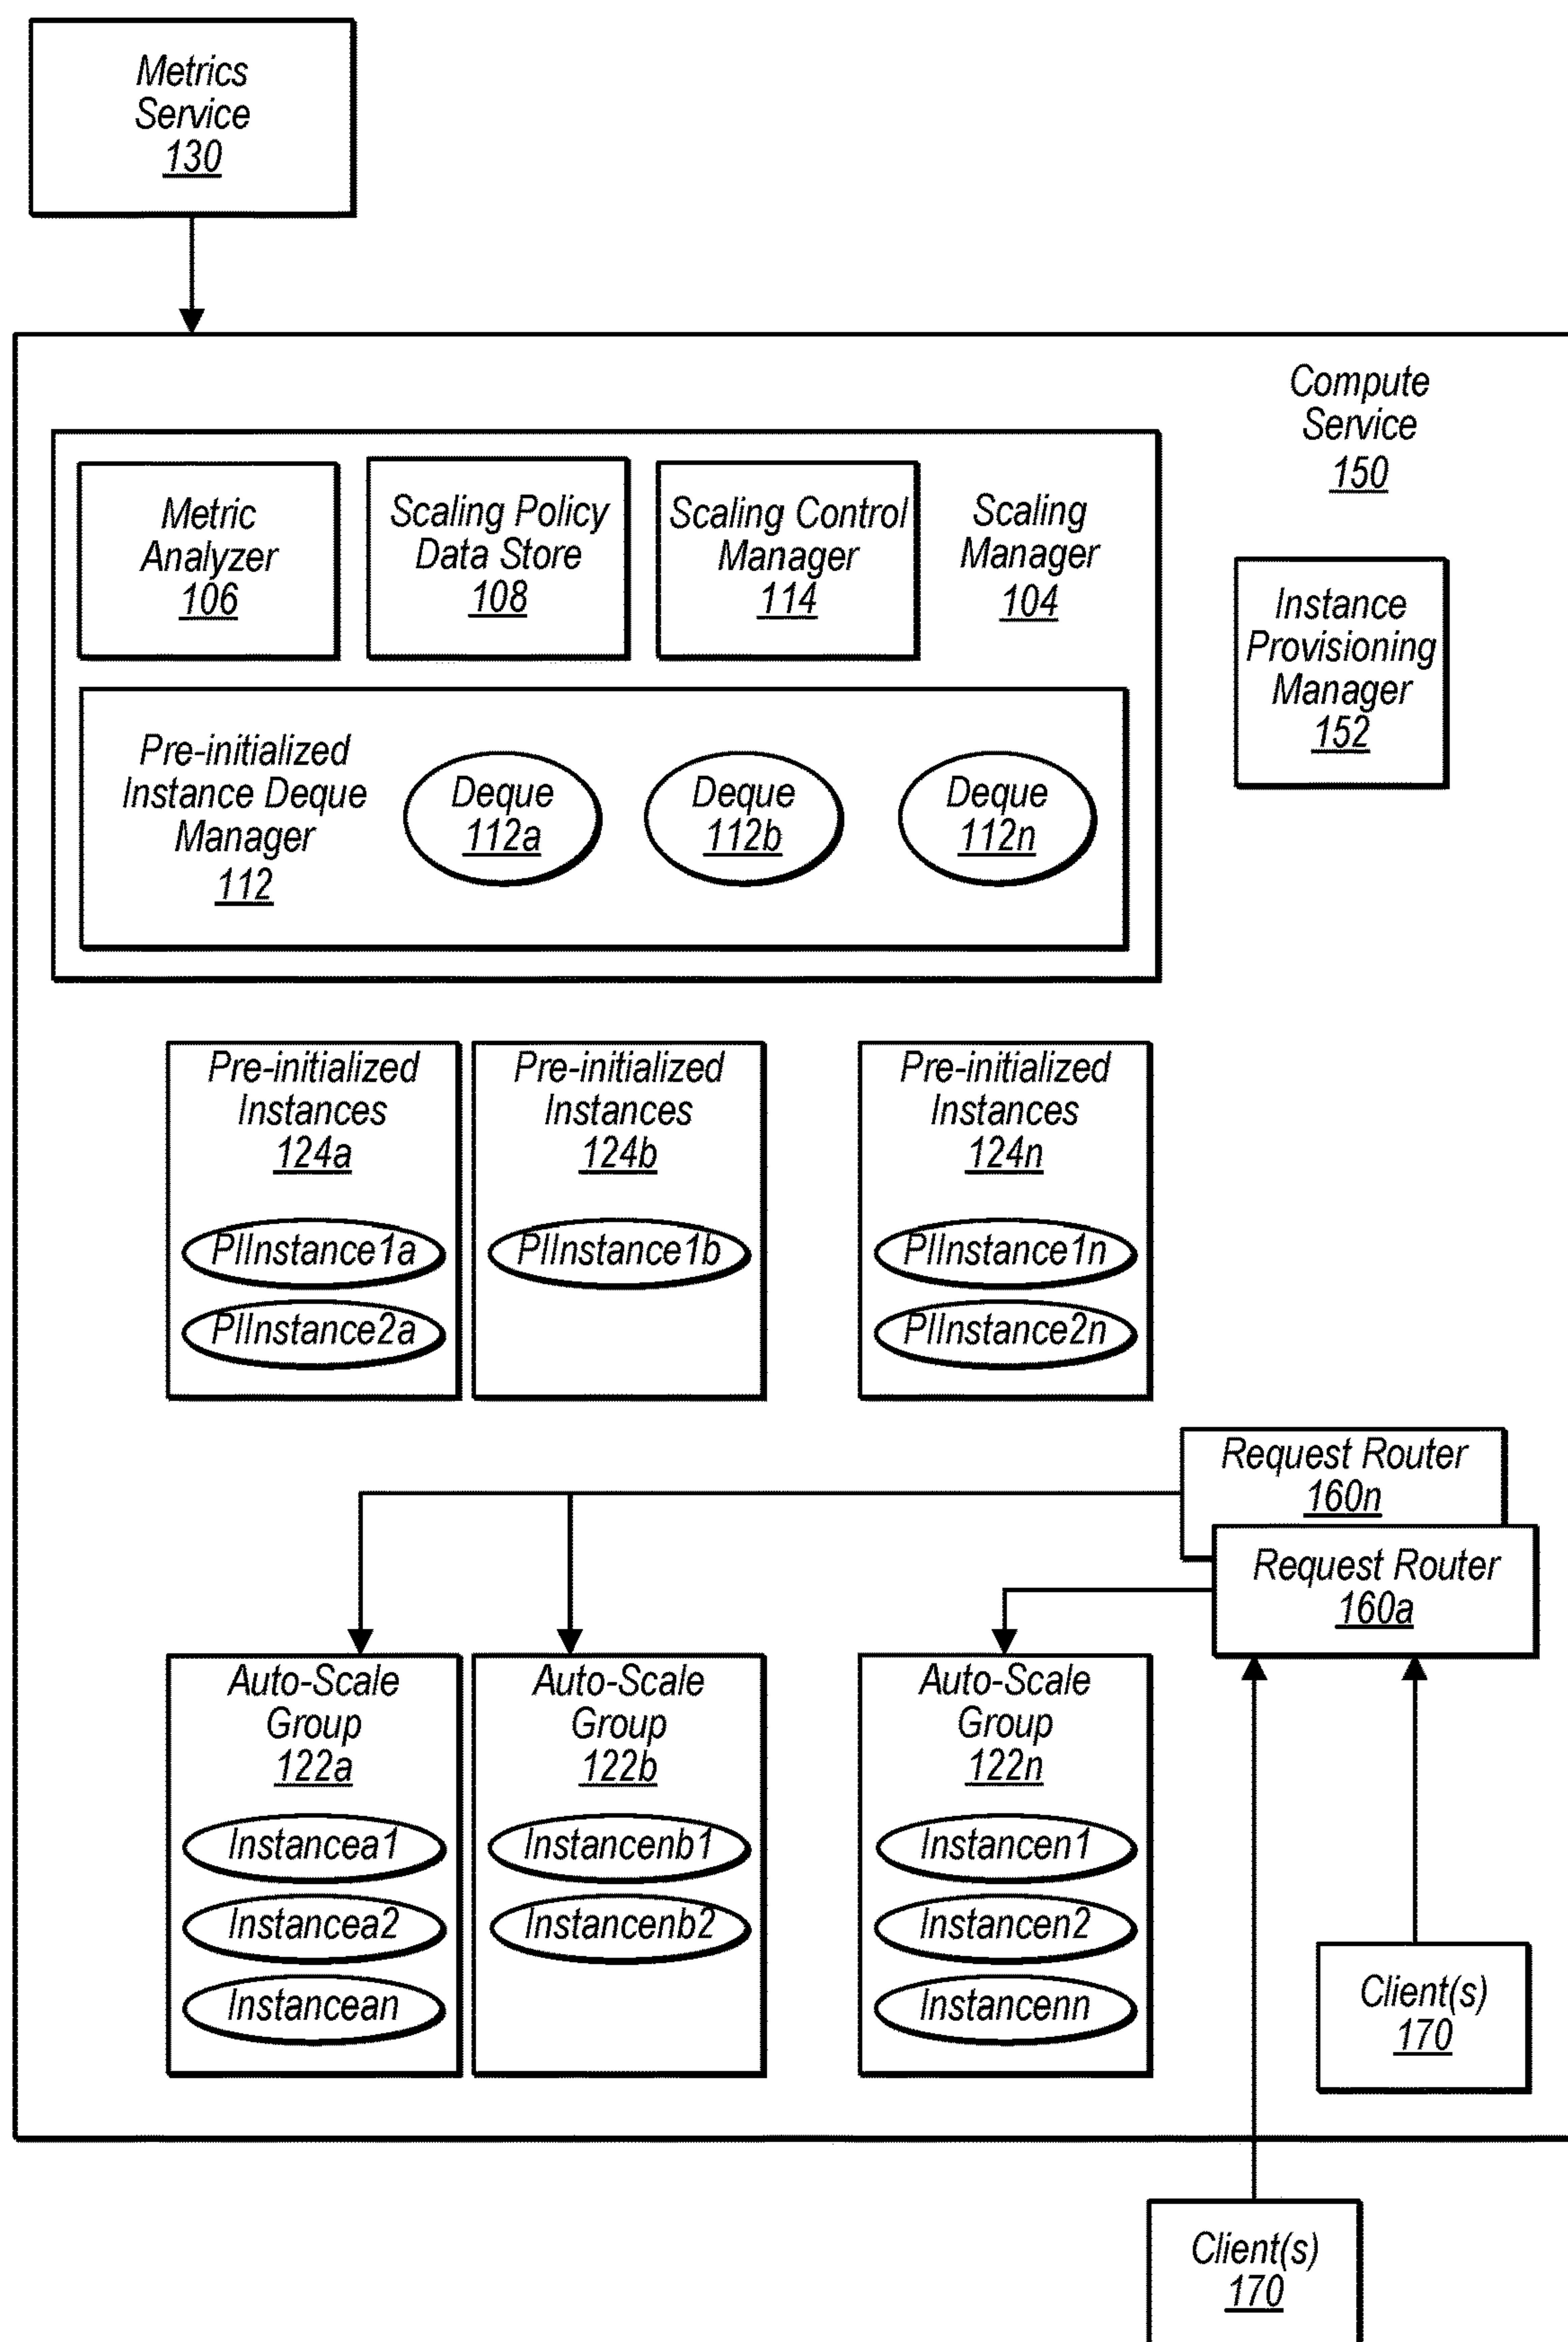 Metrics
Service
130
Compute
Service
150
Metric
Analyzer
106
Scaling Policy
Data Store
108
Scaling Control
Manager
114
Scaling
Manager
104
Instance
Provisioning
Manager
152
Pre-initialized
Instance Deque
Manager
112
Deque
112a
Deque
112b
Deque
112n
Pre-initialized
Instances
124a
PIInstance1a
PIInstance2a
Pre-initialized
Instances
124b
PIInstance1b
Pre-initialized
Instances
124n
PIInstance1n
PIInstance2n
Request Router
160n
Request Router
160a
Auto-Scale
Group
122a
Instancea1
Instancea2
Instancean
Auto-Scale
Group
122b
Instancenb1
Instancenb2
Auto-Scale
Group
122n
Instancen1
Instancen2
Instancenn
Client(s)
170
Client(s)
170